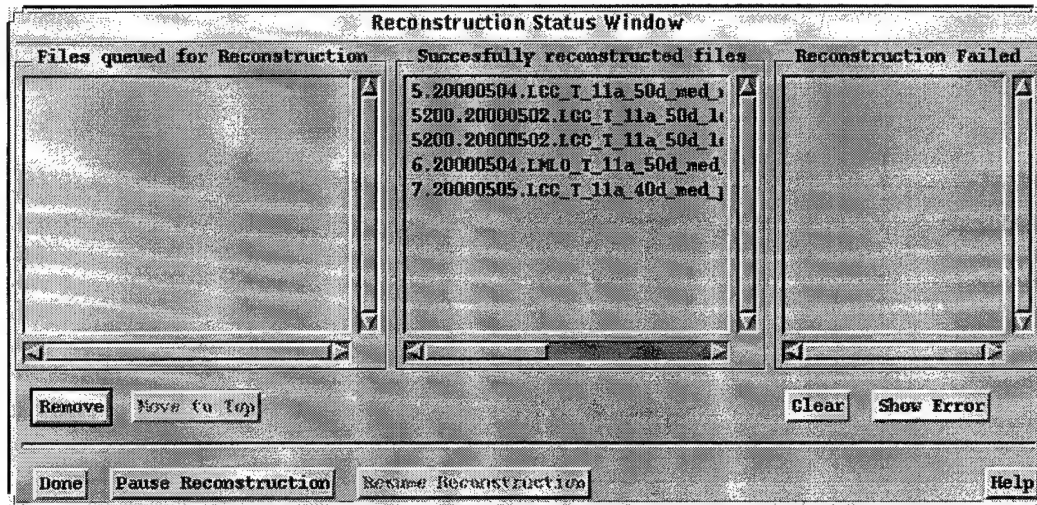 Reconstruction Status Window
Files queued for Reconstruction
Succesfully reconstructed files
Reconstruction Failed
5.20000504.LCC_T_11a_50d_med_
5200.20000502.LCC_T_11a_50d_l
5200.20000502.LCC_T_11a_50d_l
6.20000504.LMLO_T_11a_50d_med_
7.20000505.LCC_T_11a_40d_med_
Remove
Move to Top
Clear
Show Error
Done
Pause Reconstruction
Resume Reconstruction
Help